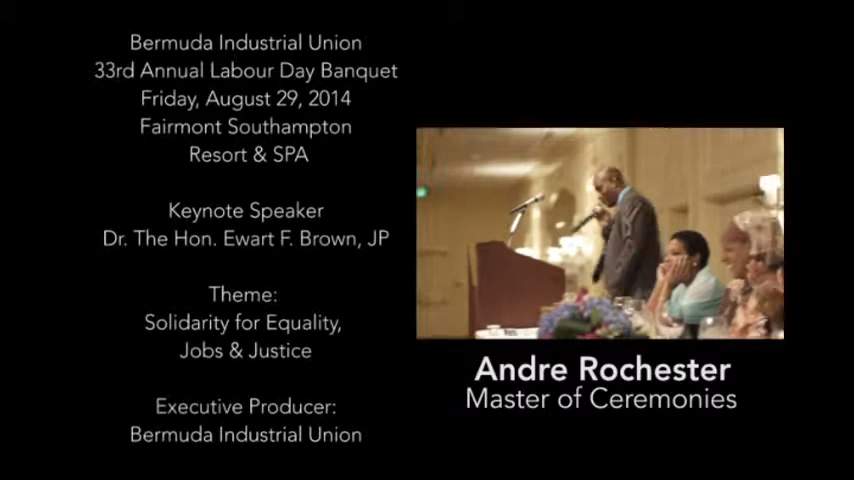 Bermuda Industrial Union
33rd Annual Labour Day Banquet
Friday, August 29, 2014
Fairmont Southampton
Resort & SPA
Keynote Speaker
Dr. The Hon. Ewart F. Brown, JP
Theme:
Solidarity for Equality,
Jobs & Justice
Executive Producer:
Bermuda Industrial Union
Andre Rochester
Master of Ceremonies